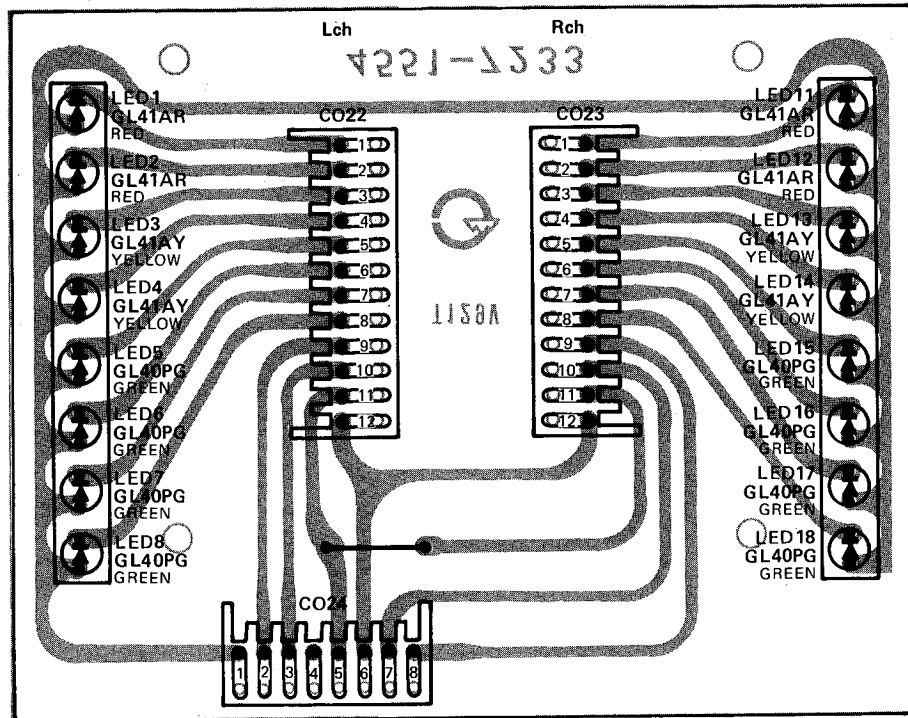 Lch Rch
4551-7233
CO22 CO23
LED1
GL41AR
RED
LED2
GL41AR
RED
LED3
GL41AY
YELLOW
LED4
GL41AY
YELLOW
LED5
GL40PG
GREEN
LED6
GL40PG
GREEN
LED7
GL40PG
GREEN
LED8
GL40PG
GREEN
1
2
3
4
5
6
7
8
9
10
11
12
T129V
1
2
3
4
5
6
7
8
9
10
11
12
LED11
GL41AR
RED
LED12
GL41AR
RED
LED13
GL41AY
YELLOW
LED14
GL41AY
YELLOW
LED15
GL40PG
GREEN
LED16
GL40PG
GREEN
LED17
GL40PG
GREEN
LED18
GL40PG
GREEN
CO24
1 2 3 4 5 6 7 8